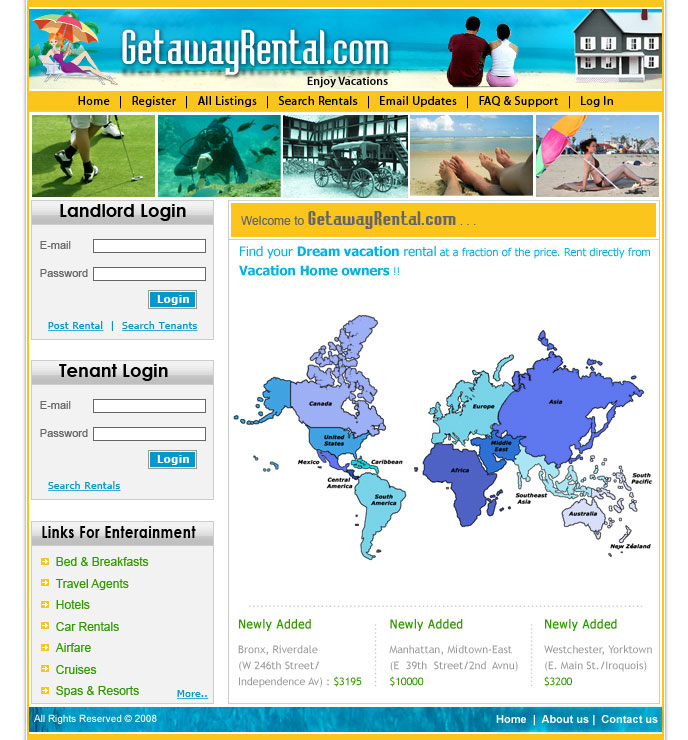 GetawayRental.com
Enjoy Vacations
Home | Register | All Listings | Search Rentals | Email Updates | FAQ & Support | Log In
Landlord Login
E-mail
Password
Login
Post Rental | Search Tenants
Tenant Login
E-mail
Password
Login
Search Rentals
Links For Enterainment
Bed & Breakfasts
Travel Agents
Hotels
Car Rentals
Airfare
Cruises
Spas & Resorts
More..
Welcome to GetawayRental.com . . .
Find your Dream vacation rental at a fraction of the price. Rent directly from
Vacation Home owners !!
Canada
United
States
Mexico
Caribbean
Central
America
South
America
Europe
Asia
Middle
East
Africa
Southeast
Asia
South
Pacific
Australia
New Zealand
Newly Added
Bronx, Riverdale
(W 246th Street/
Independence Av) : $3195
Newly Added
Manhattan, Midtown-East
(E 39th Street/2nd Avnu)
$10000
Newly Added
Westchester, Yorktown
(E. Main St./Iroquois)
$3200
All Rights Reserved © 2008
Home | About us | Contact us